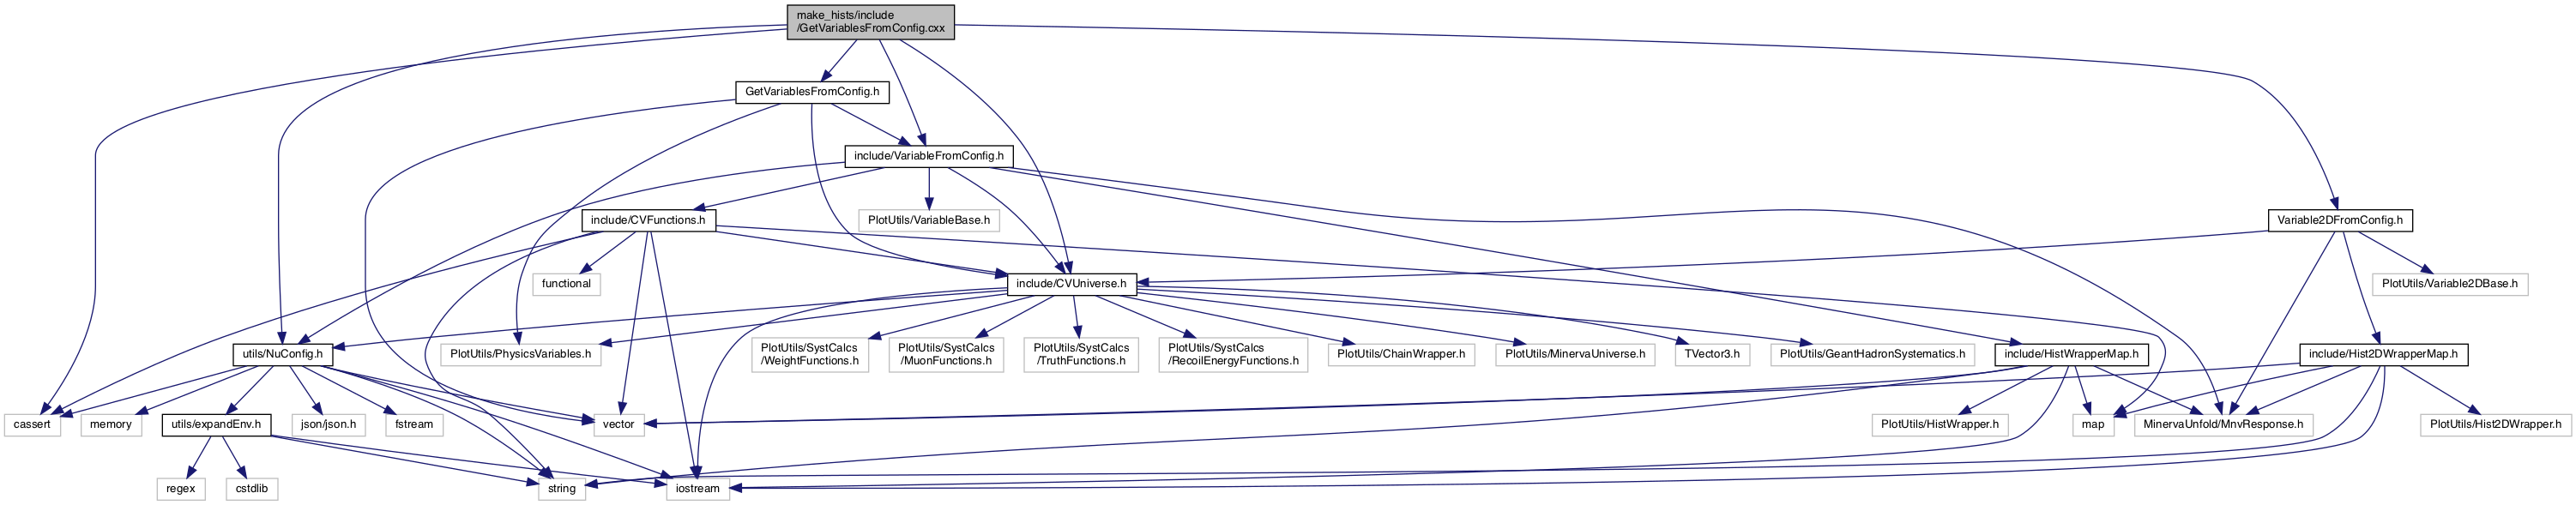 make_hists/include
/GetVariablesFromConfig.cxx
GetVariablesFromConfig.h
include/VariableFromConfig.h
include/CVFunctions.h
PlotUtils/VariableBase.h
Variable2DFromConfig.h
functional
include/CVUniverse.h
PlotUtils/Variable2DBase.h
utils/NuConfig.h
PlotUtils/PhysicsVariables.h
PlotUtils/SystCalcs
/WeightFunctions.h
PlotUtils/SystCalcs
/MuonFunctions.h
PlotUtils/SystCalcs
/TruthFunctions.h
PlotUtils/SystCalcs
/RecoilEnergyFunctions.h
PlotUtils/ChainWrapper.h
PlotUtils/MinervaUniverse.h
TVector3.h
PlotUtils/GeantHadronSystematics.h
include/HistWrapperMap.h
include/Hist2DWrapperMap.h
cassert
memory
utils/expandEnv.h
json/json.h
fstream
vector
PlotUtils/HistWrapper.h
map
MinervaUnfold/MnvResponse.h
PlotUtils/Hist2DWrapper.h
regex
cstdlib
string
iostream